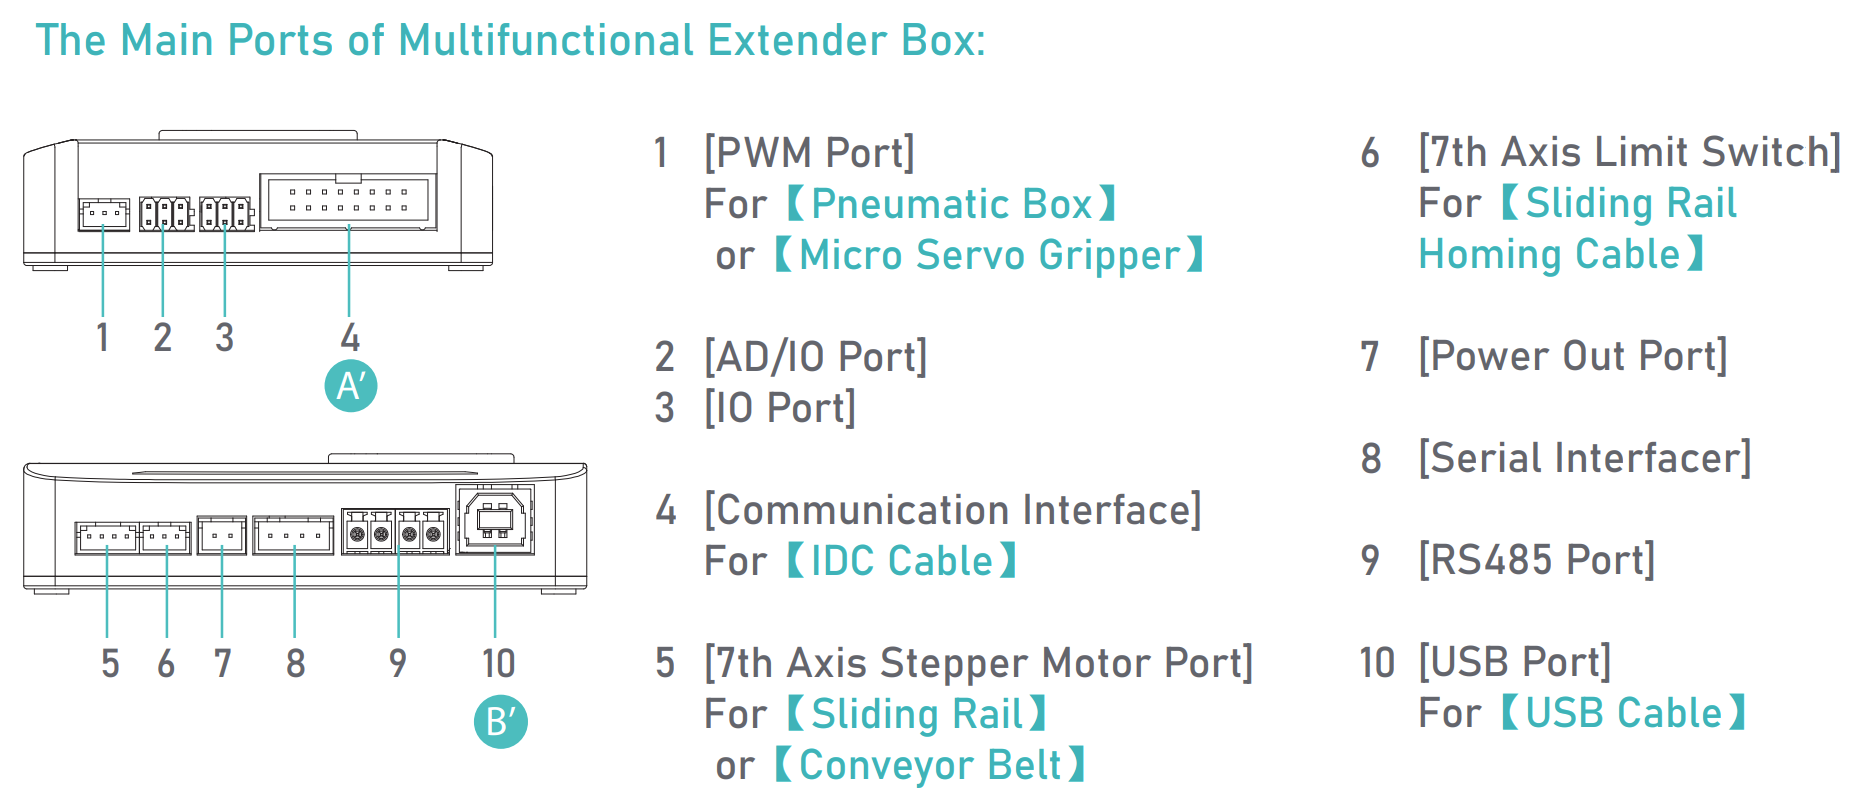 The Main Ports of Multifunctional Extender Box:
1 2 3 4
A’
5 6 7 8 9 10
B’
1 [PWM Port]
For【Pneumatic Box】
or【Micro Servo Gripper】
2 [AD/IO Port]
3 [IO Port]
4 [Communication Interface]
For【IDC Cable】
5 [7th Axis Stepper Motor Port]
For【Sliding Rail】
or【Conveyor Belt】
6 [7th Axis Limit Switch]
For【Sliding Rail
Homing Cable】
7 [Power Out Port]
8 [Serial Interfacer]
9 [RS485 Port]
10 [USB Port]
For【USB Cable】